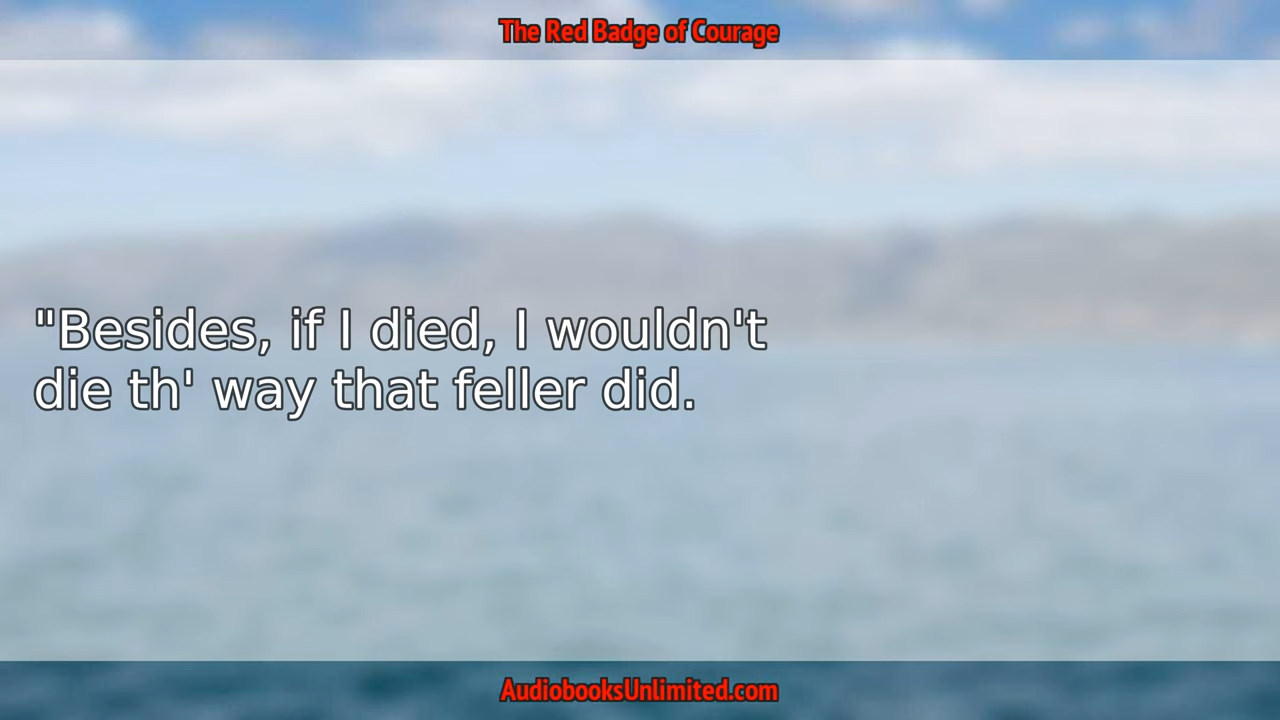 The Red Badge of Courage
"Besides, if I died, I wouldn't
die th' way that feller did.
AudiobooksUnlimited.com